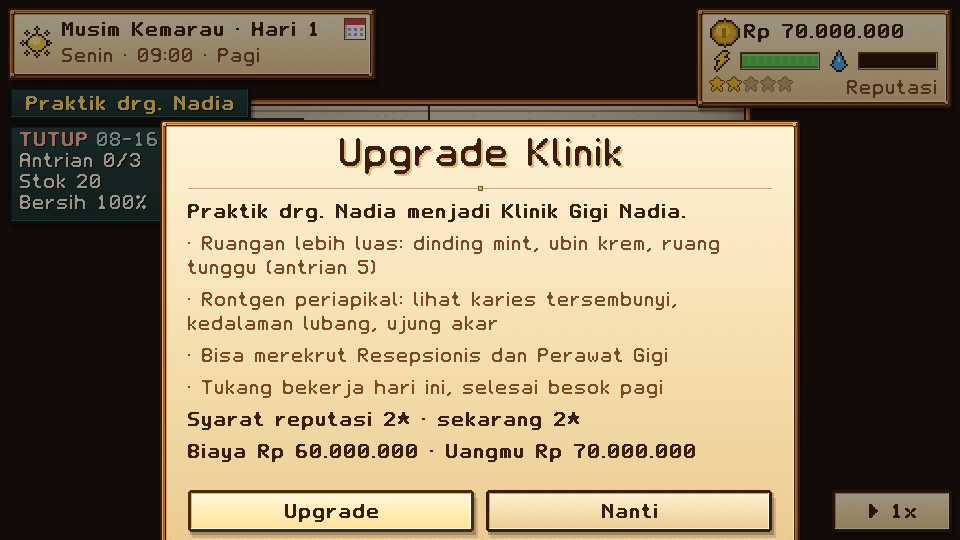 Musim Kemarau · Hari 1
Senin · 09:00 · Pagi
Rp 70.000.000
Reputasi
Praktik drg. Nadia
TUTUP 08-16
Antrian 0/3
Stok 20
Bersih 100%
Upgrade Klinik
Praktik drg. Nadia menjadi Klinik Gigi Nadia.
· Ruangan lebih luas: dinding mint, ubin krem, ruang
tunggu (antrian 5)
· Rontgen periapikal: lihat karies tersembunyi,
kedalaman lubang, ujung akar
· Bisa merekrut Resepsionis dan Perawat Gigi
· Tukang bekerja hari ini, selesai besok pagi
Syarat reputasi 2★ · sekarang 2★
Biaya Rp 60.000.000 · Uangmu Rp 70.000.000
Upgrade
Nanti
1x